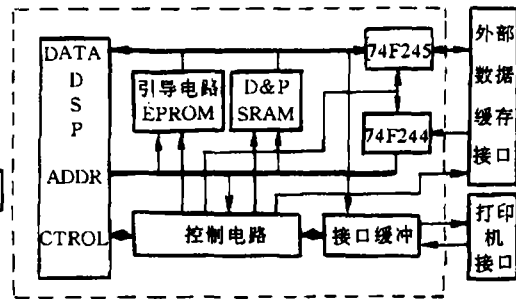 DATA
D
S
P
ADDR
CTROL
引导电路
EPROM
D&P
SRAM
74F245
74F244
控制电路
接口缓冲
外部
数据
缓存
接口
打印
机
接口